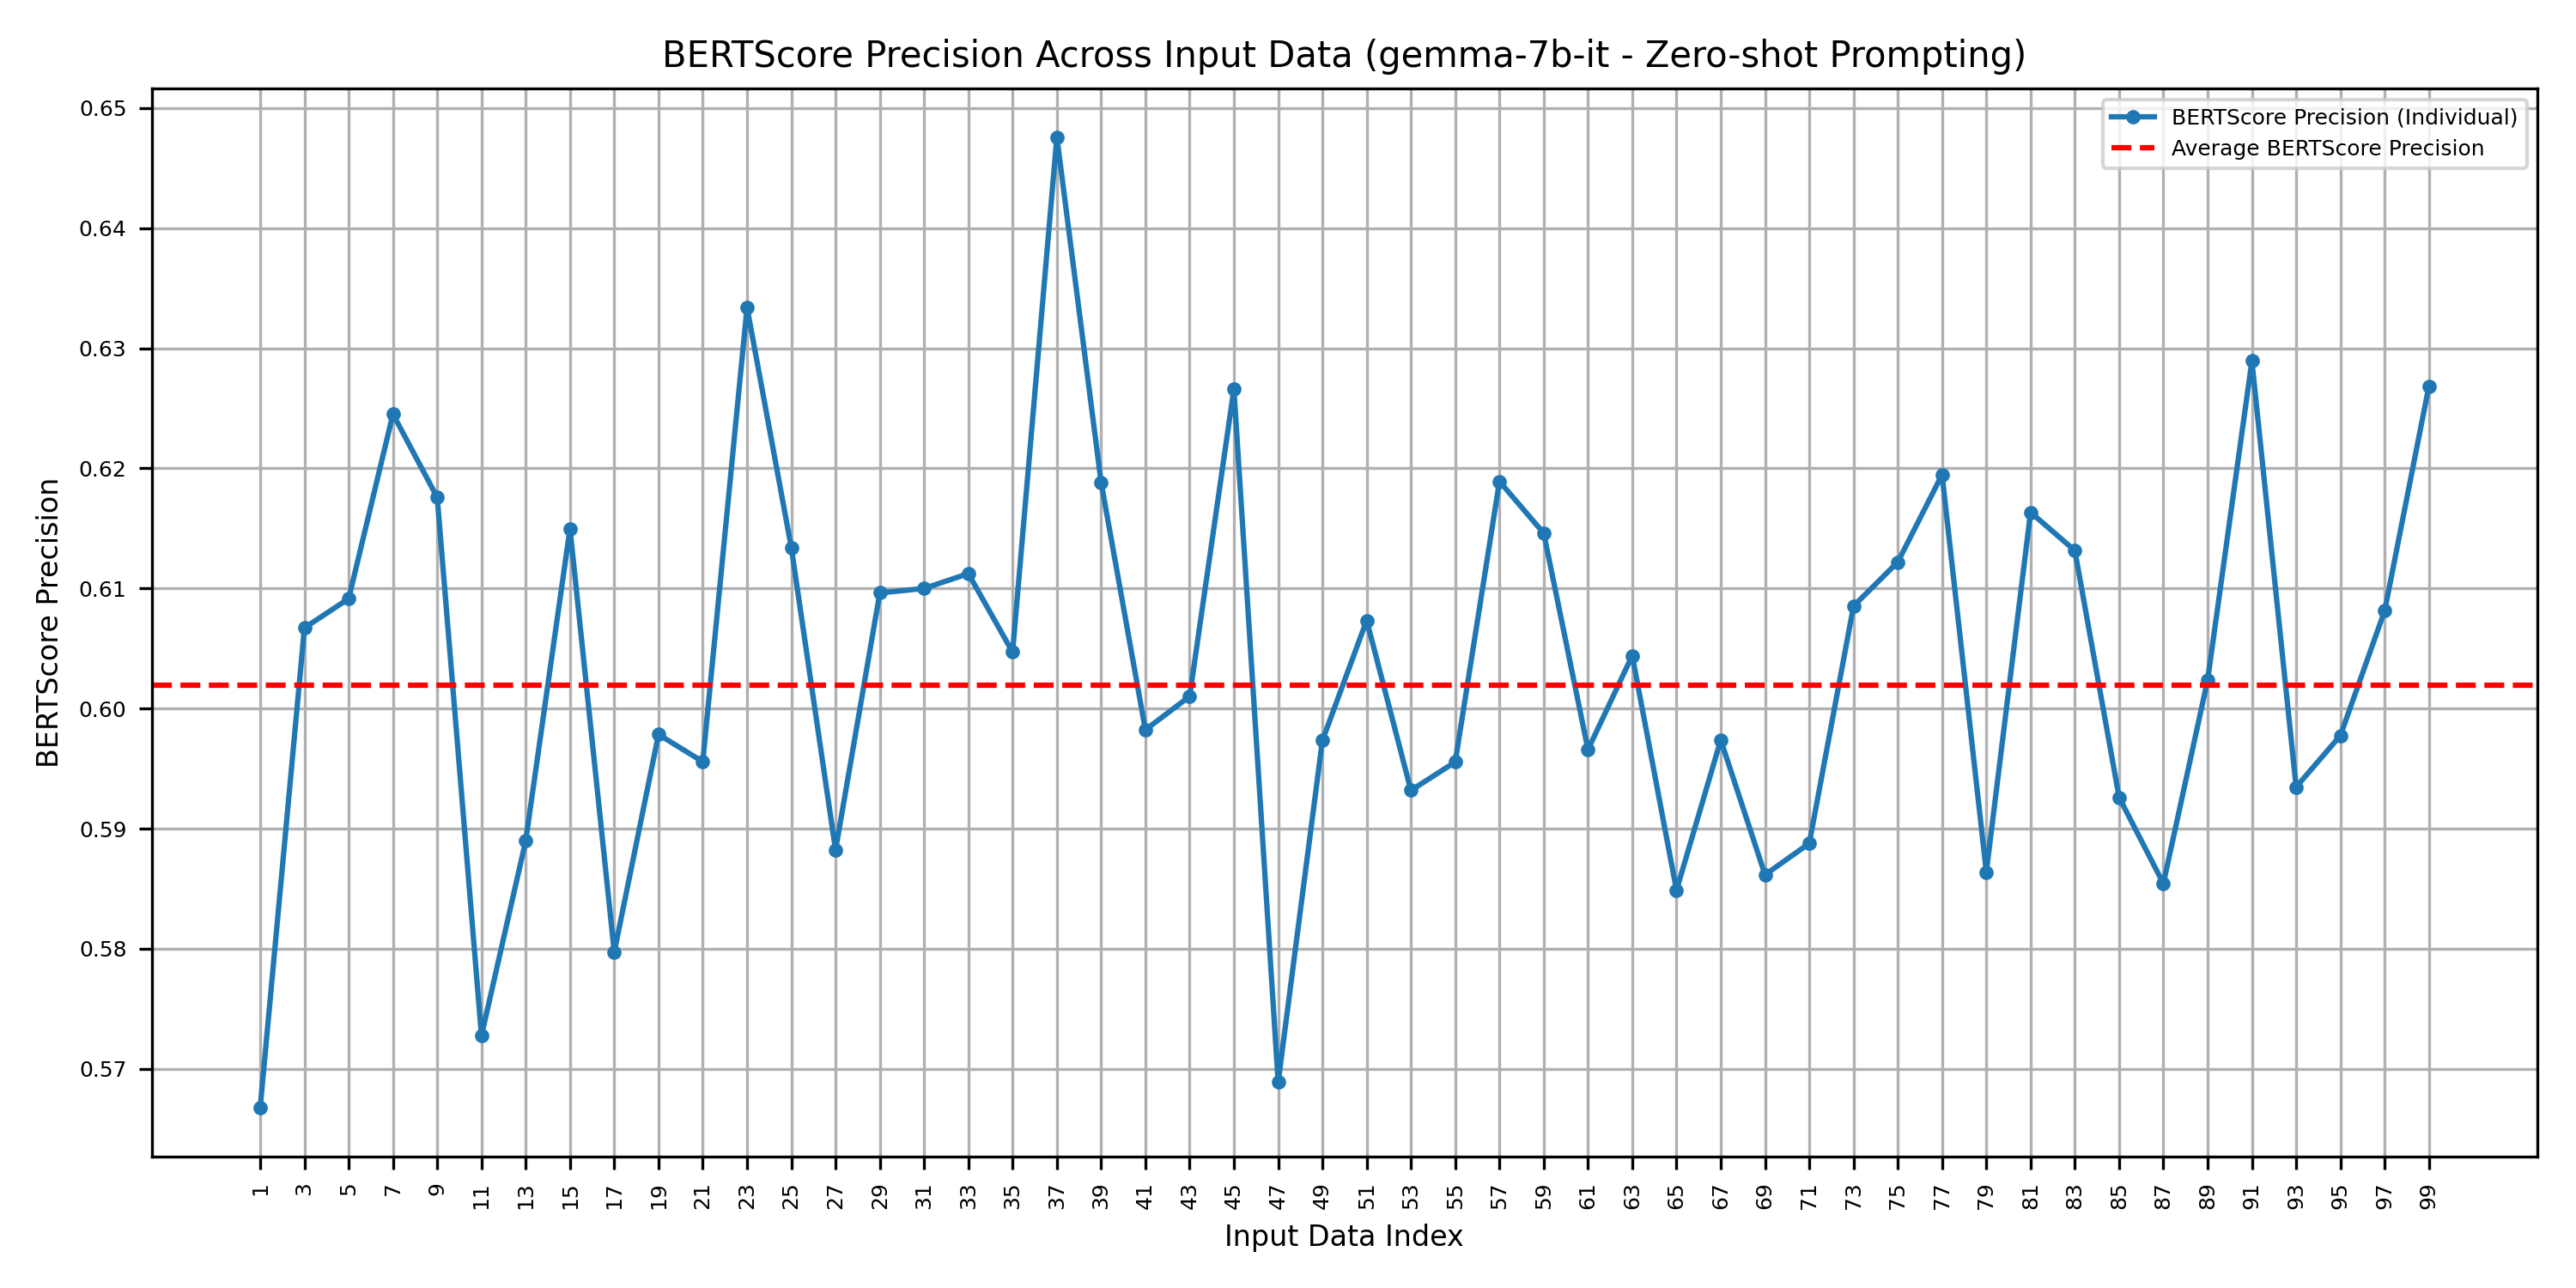 BERTScore Precision Across Input Data (gemma-7b-it - Zero-shot Prompting)
BERTScore Precision (Individual)
Average BERTScore Precision
BERTScore Precision
0.65
0.64
0.63
0.62
0.61
0.60
0.59
0.58
0.57
1 3 5 7 9 11 13 15 17 19 21 23 25 27 29 31 33 35 37 39 41 43 45 47 49 51 53 55 57 59 61 63 65 67 69 71 73 75 77 79 81 83 85 87 89 91 93 95 97 99
Input Data Index